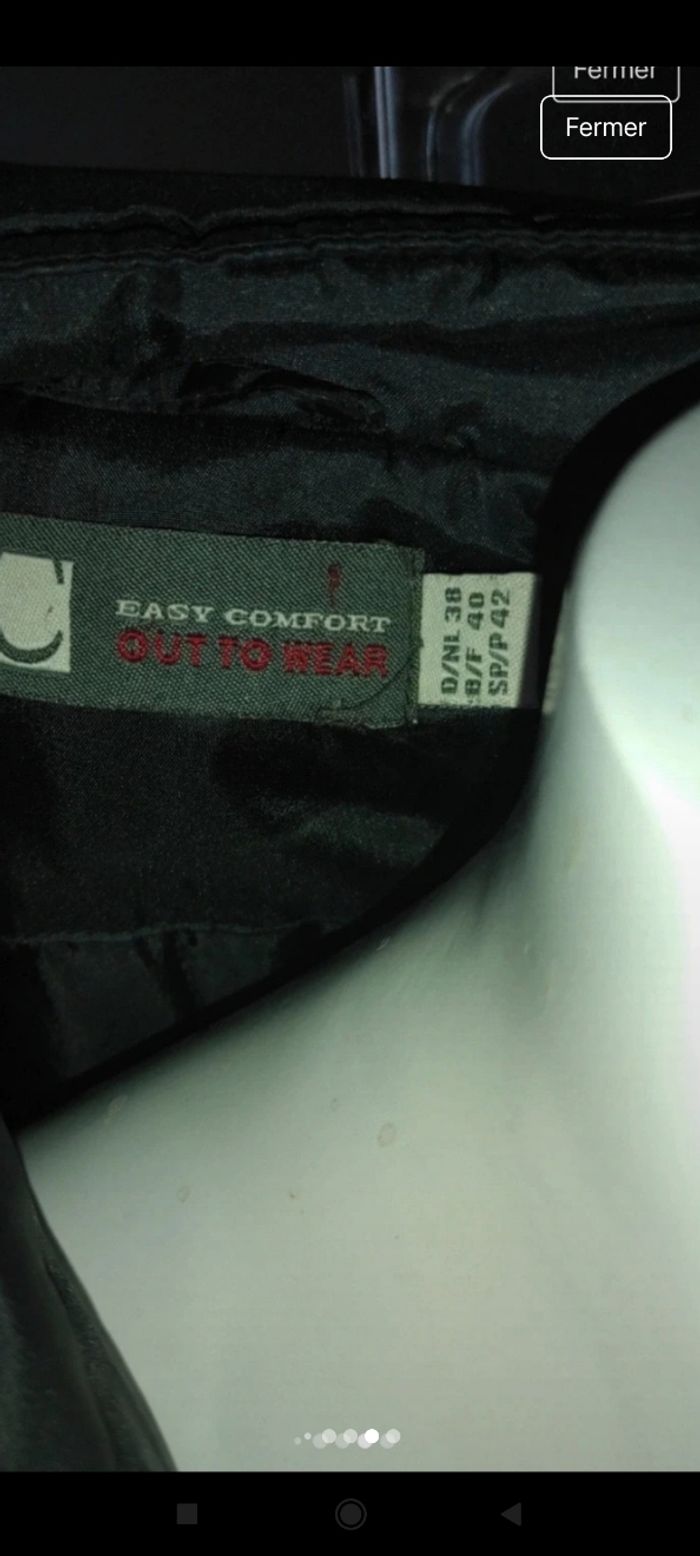 Fermer
Fermer
EASY COMFORT
OUT TO WEAR
D/NL 38
B/F 40
SP/P 42